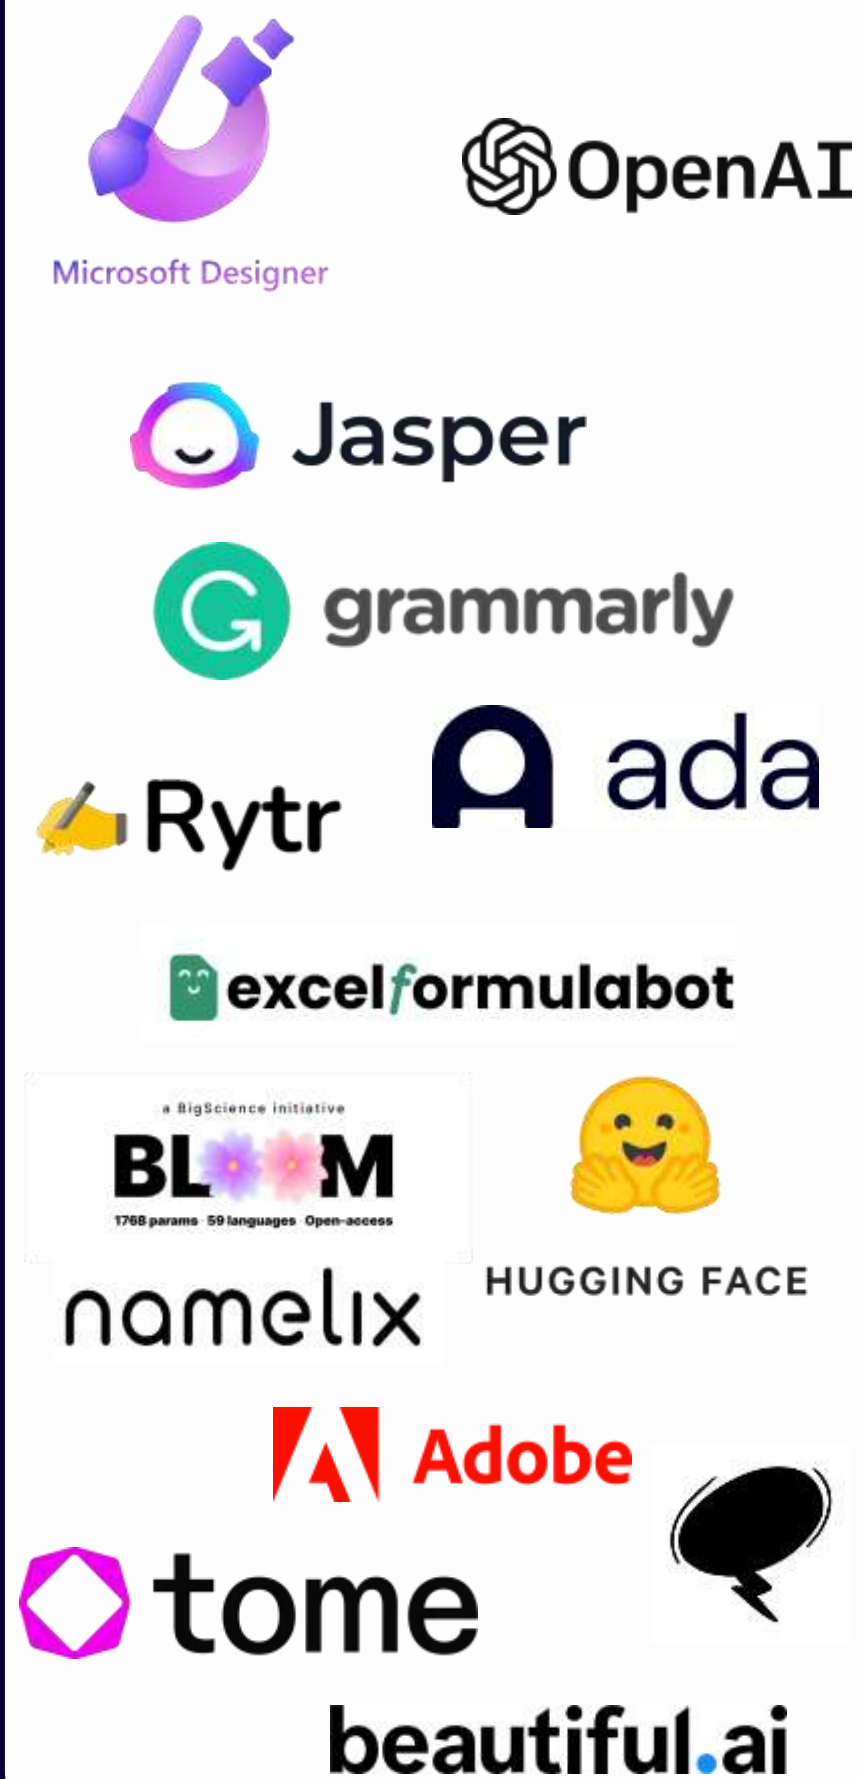 Microsoft Designer
OpenAI
Jasper
grammarly
ada
Rytr
excelformulabot
a BigScience initiative
BLOOM
176B params · 59 languages · Open-access
HUGGING FACE
namelix
Adobe
tome
beautiful.ai